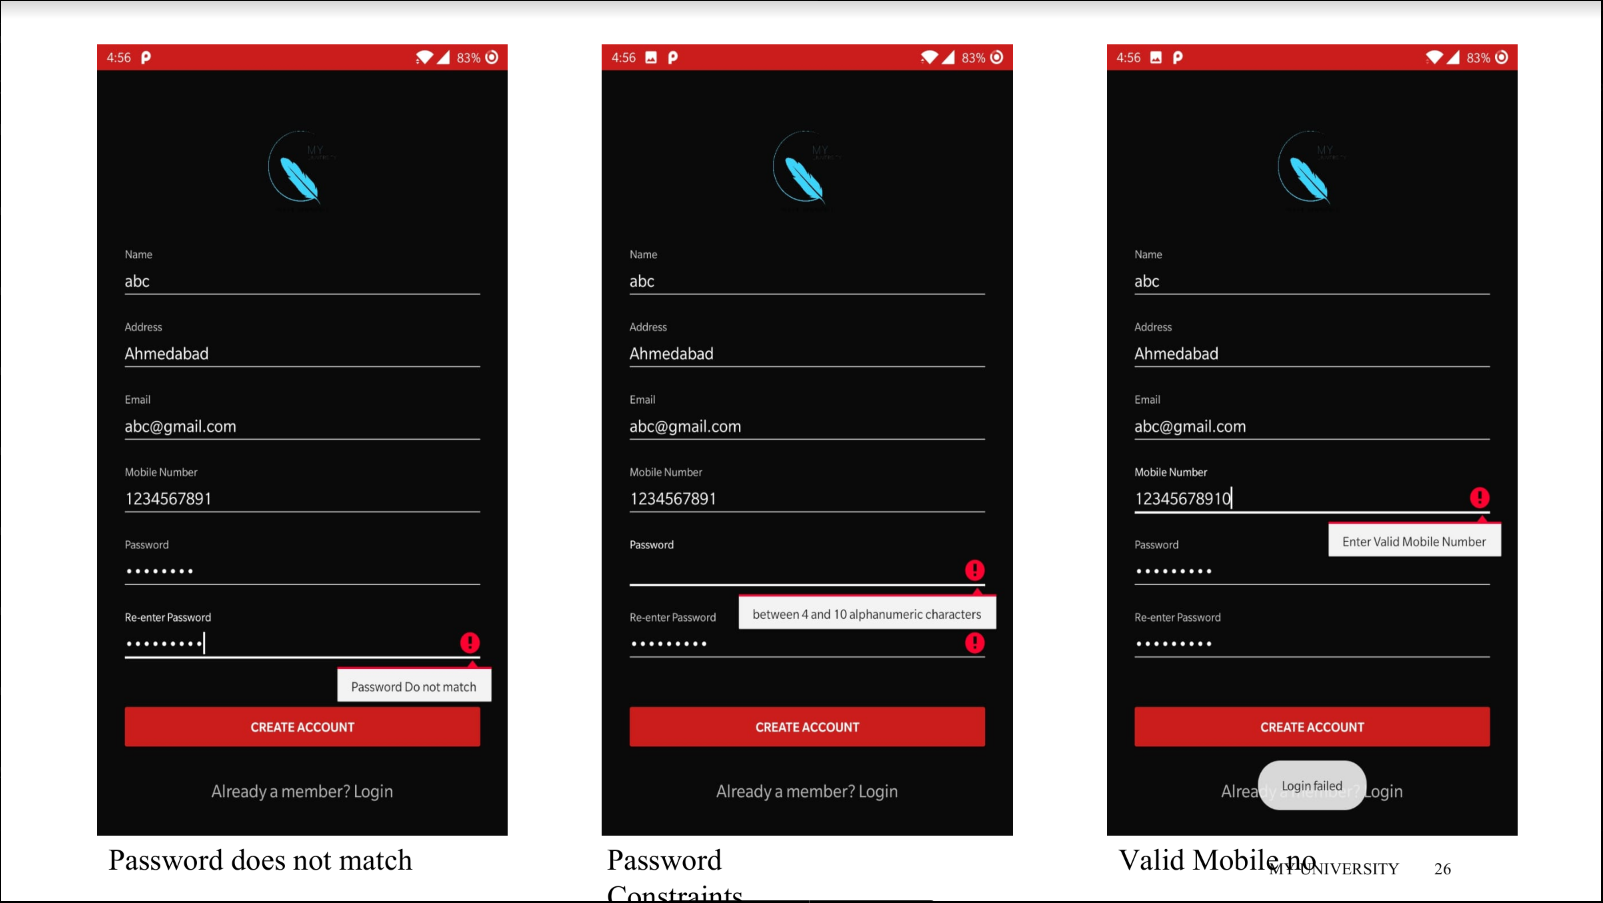 4:56
83%
MY
Name
abc
Address
Ahmedabad
Email
abc@gmail.com
Mobile Number
1234567891
Password
••••••••
Re-enter Password
•••••••••
Password Do not match
CREATE ACCOUNT
Already a member? Login
Password does not match
4:56
83%
MY
Name
abc
Address
Ahmedabad
Email
abc@gmail.com
Mobile Number
1234567891
Password
between 4 and 10 alphanumeric characters
Re-enter Password
•••••••••
CREATE ACCOUNT
Already a member? Login
Password
Constraints
4:56
83%
MY
Name
abc
Address
Ahmedabad
Email
abc@gmail.com
Mobile Number
12345678910
Enter Valid Mobile Number
Password
•••••••••
Re-enter Password
•••••••••
CREATE ACCOUNT
Login failed
Already a member? Login
Valid Mobile no
MY UNIVERSITY 26